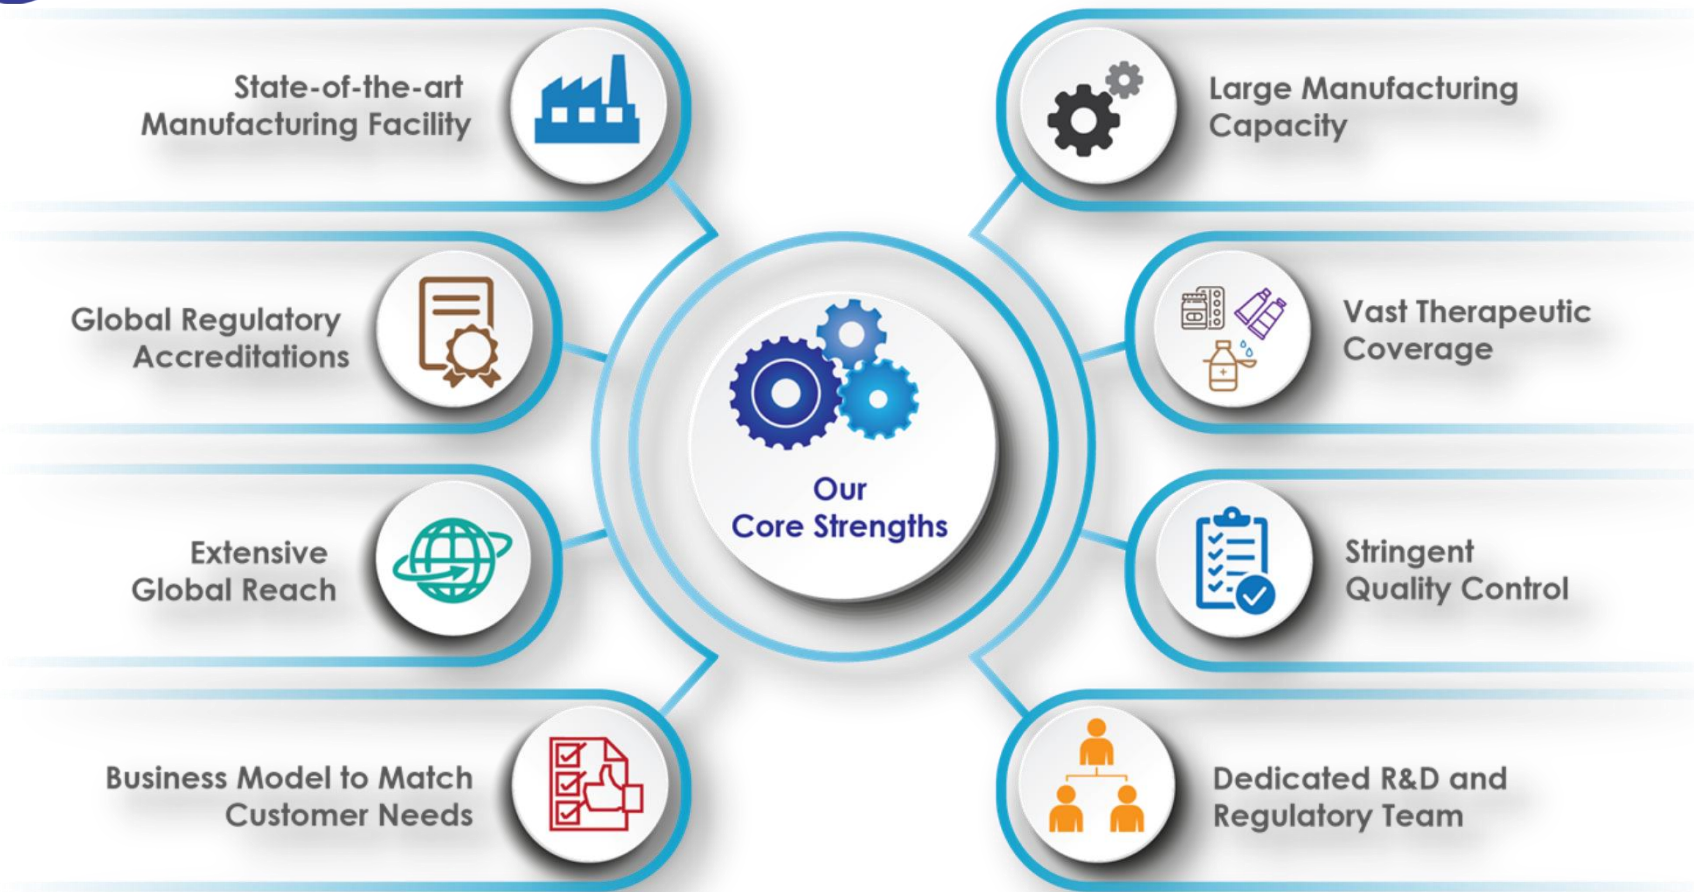 State-of-the-art
Manufacturing Facility
Large Manufacturing
Capacity
Global Regulatory
Accreditations
Vast Therapeutic
Coverage
Our
Core Strengths
Extensive
Global Reach
Stringent
Quality Control
Business Model to Match
Customer Needs
Dedicated R&D and
Regulatory Team